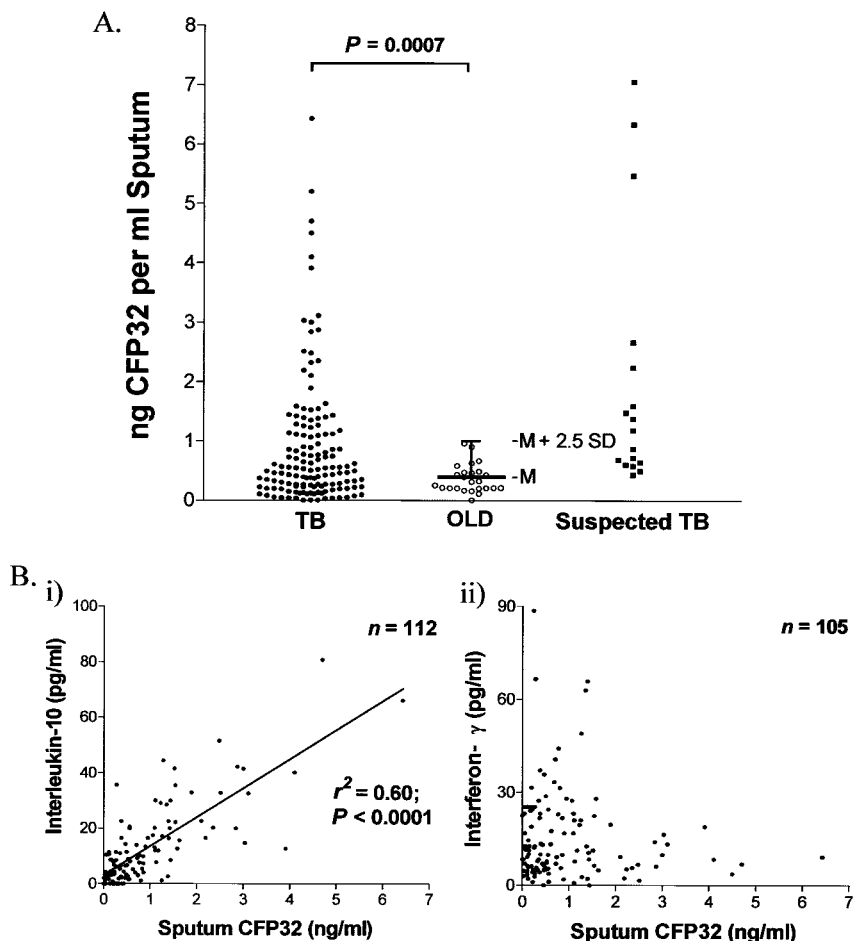 A.
P = 0.0007
ng CFP32 per ml Sputum
8
7
6
5
4
3
2
1
0
-M + 2.5 SD
-M
TB
OLD
Suspected TB
B.
i)
n = 112
Interleukin-10 (pg/ml)
100
80
60
40
20
0
r² = 0.60;
P < 0.0001
0 1 2 3 4 5 6 7
Sputum CFP32 (ng/ml)
ii)
n = 105
Interferon- γ (pg/ml)
90
60
30
0
0 1 2 3 4 5 6 7
Sputum CFP32 (ng/ml)